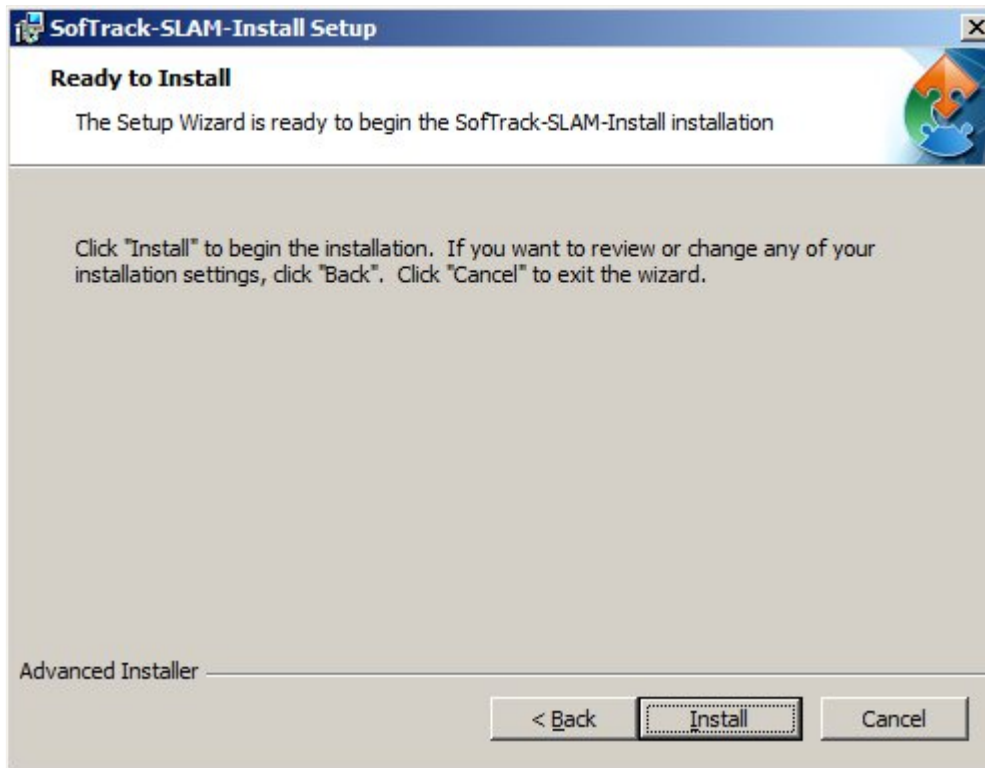 SofTrack-SLAM-Install Setup
Ready to Install
The Setup Wizard is ready to begin the SofTrack-SLAM-Install installation
Click "Install" to begin the installation.  If you want to review or change any of your
installation settings, click "Back".  Click "Cancel" to exit the wizard.
Advanced Installer
< Back
Install
Cancel